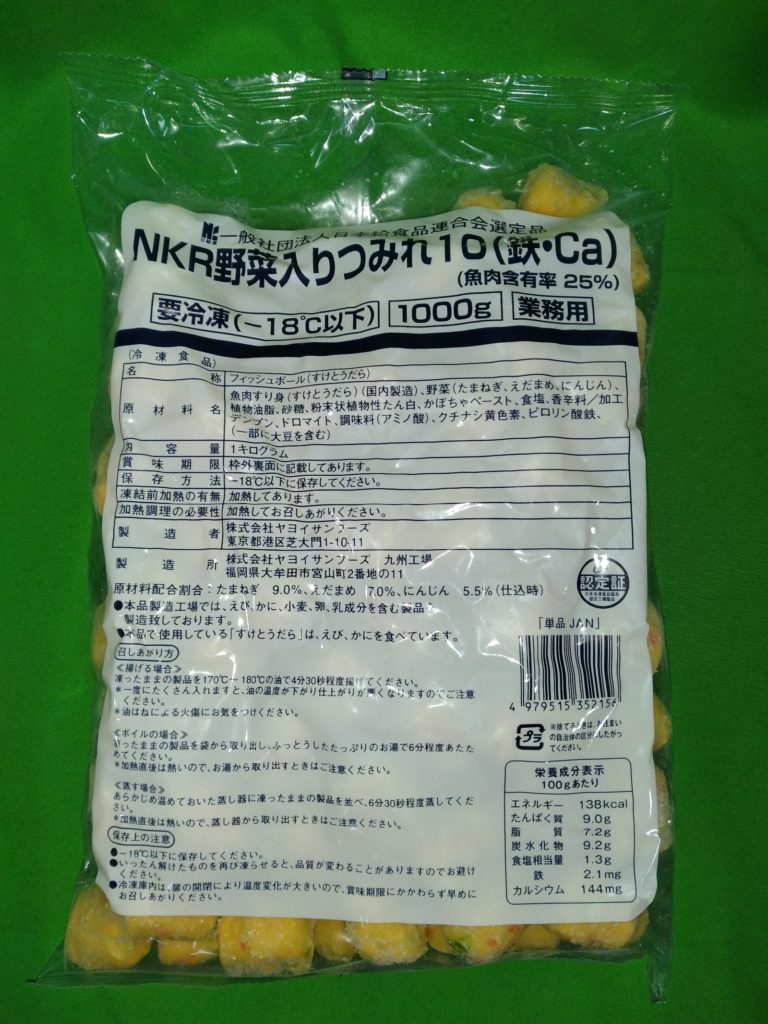 一般社団法人日本給食品連合会選定品
NKR野菜入りつみれ10(鉄・Ca)
(魚肉含有率 25%)
要冷凍(-18℃以下) 1000g 業務用
(冷凍食品)
名称 フィッシュボール(すけとうだら)
原材料名 魚肉すり身(すけとうだら)(国内製造)、野菜(たまねぎ、えだまめ、にんじん)、
植物油脂、砂糖、粉末状植物性たん白、かぼちゃペースト、食塩、香辛料/加工
デンプン、ドロマイト、調味料(アミノ酸)、クチナシ黄色素、ピロリン酸鉄、
(一部に大豆を含む)
内容量 1キログラム
賞味期限 枠外裏面に記載してあります。
保存方法 -18℃以下に保存してください。
凍結前加熱の有無 加熱してあります。
加熱調理の必要性 加熱してお召しあがりください。
製造者 株式会社ヤヨイサンフーズ
東京都港区芝大門1-10-11
製造所 株式会社ヤヨイサンフーズ 九州工場
福岡県大牟田市宮山町2番地の11
原材料配合割合:たまねぎ 9.0%、えだまめ 7.0%、にんじん 5.5%(仕込時)
●本品製造工場では、えび、かに、小麦、卵、乳成分を含む製品を
製造致しております。
●本品で使用している「すけとうだら」は、えび、かにを食べています。
認定証
「単品JAN」
4 979515 352156
プラ
※捨てるときは、お住まい
の自治体の区分にしたがっ
てください。
召しあがり方
≪揚げる場合≫
凍ったままの製品を170℃~180℃の油で4分30秒程度揚げてください。
*一度にたくさん入れますと、油の温度が下がり仕上がりが悪くなりますのでご注意
ください。
*油はねによる火傷にお気をつけください。
≪ボイルの場合≫
凍ったままの製品を袋から取り出し、ふっとうしたたっぷりのお湯で6分程度あたた
めてください。
*加熱直後は熱いので、お湯から取り出すときはご注意ください。
≪蒸す場合≫
あらかじめ温めておいた蒸し器に凍ったままの製品を並べ、6分30秒程度蒸してくだ
さい。
*加熱直後は熱いので、蒸し器から取り出すときはご注意ください。
保存上の注意
●-18℃以下に保存してください。
●いったん解けたものを再び凍らせると、品質が変わることがありますのでお避け
ください。
●冷凍庫内は、扉の開閉により温度変化が大きいので、賞味期限にかかわらず早めに
お召しあがりください。
栄養成分表示
100gあたり
エネルギー 138kcal
たんぱく質 9.0g
脂質 7.2g
炭水化物 9.2g
食塩相当量 1.3g
鉄 2.1mg
カルシウム 144mg